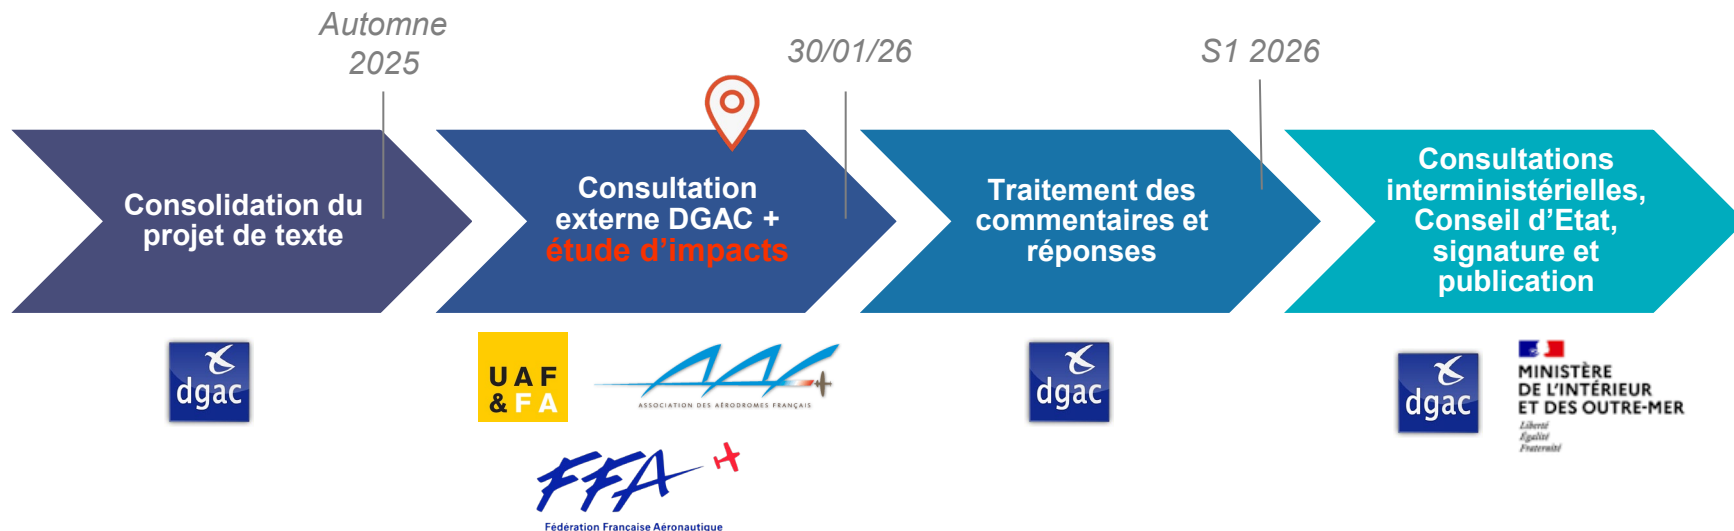 Automne
2025
30/01/26
S1 2026
Consolidation du
projet de texte
Consultation
externe DGAC +
étude d'impacts
Traitement des
commentaires et
réponses
Consultations
interministérielles,
Conseil d'Etat,
signature et
publication
dgac
UAF
& FA
AAF
ASSOCIATION DES AÉRODROMES FRANÇAIS
FFA
Fédération Française Aéronautique
dgac
dgac
MINISTÈRE
DE L'INTÉRIEUR
ET DES OUTRE-MER
Liberté
Égalité
Fraternité